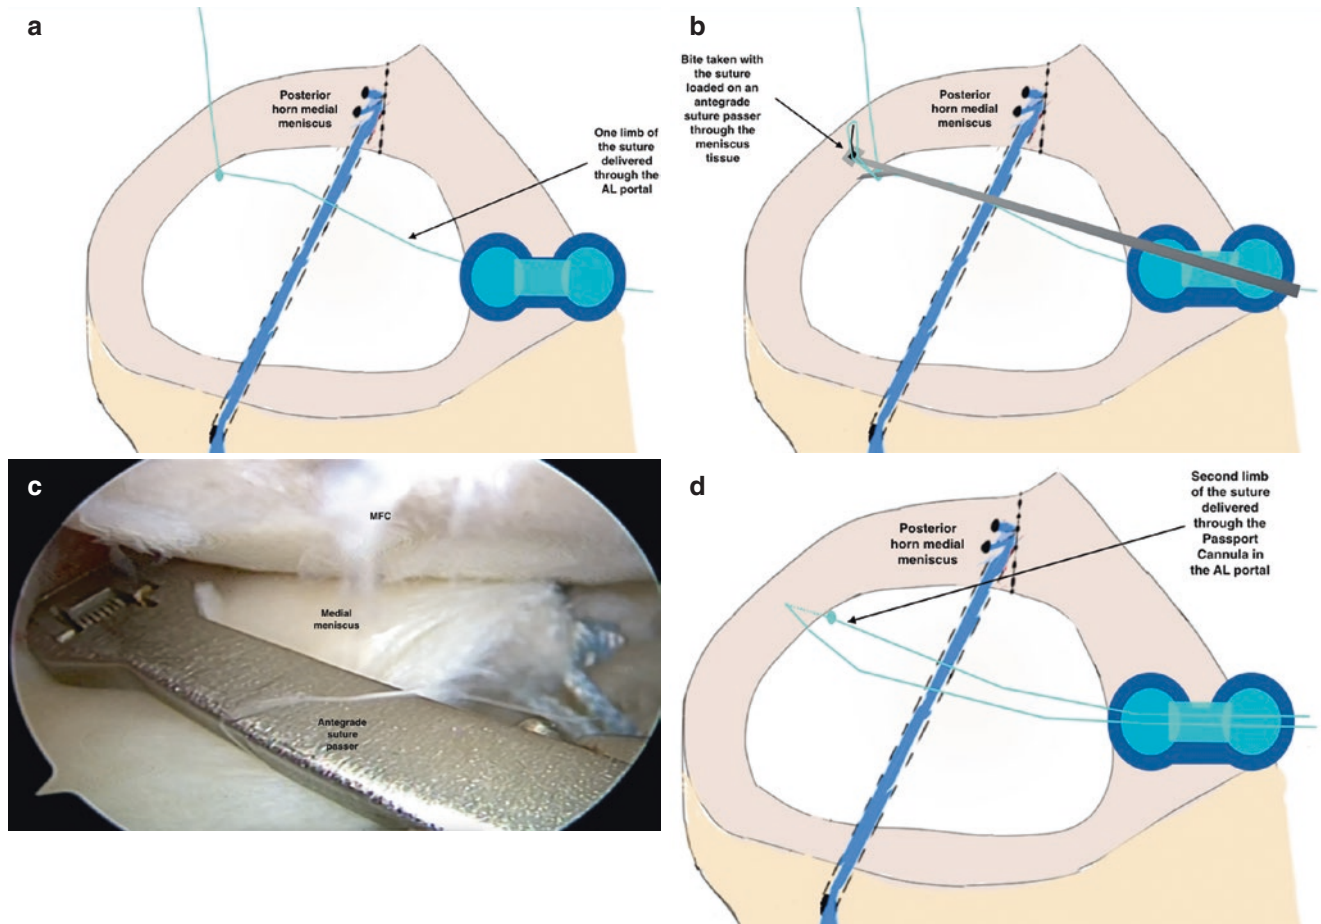 a
Posterior
horn medial
meniscus
One limb of
the suture
delivered
through the
AL portal
b
Bite taken with
the suture
loaded on an
antegrade
suture passer
through the
meniscus
tissue
Posterior
horn medial
meniscus
c
MFC
Medial
meniscus
Antegrade
suture
passer
d
Posterior
horn medial
meniscus
Second limb
of the suture
delivered
through the
Passport
Cannula in
the AL portal